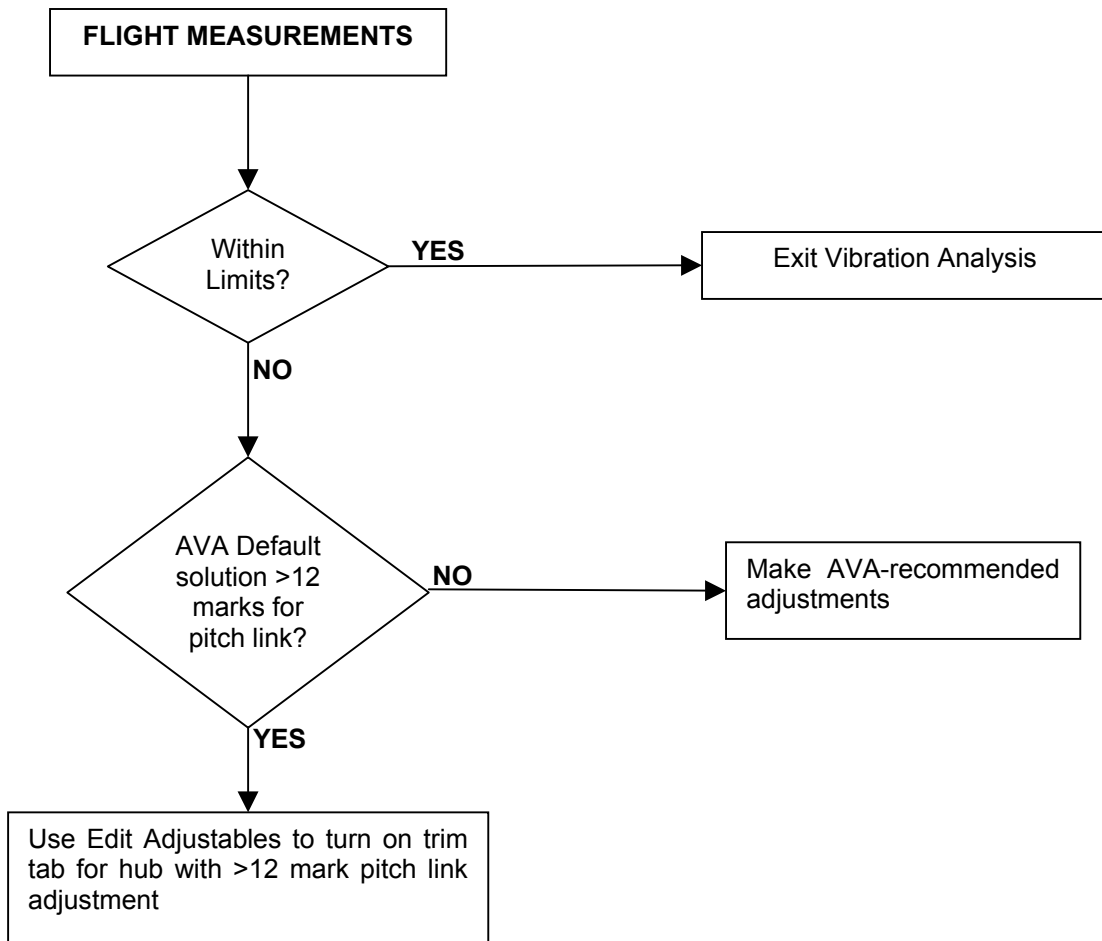 FLIGHT MEASUREMENTS
Within
Limits?
YES
Exit Vibration Analysis
NO
AVA Default
solution >12
marks for
pitch link?
NO
Make AVA-recommended
adjustments
YES
Use Edit Adjustables to turn on trim
tab for hub with >12 mark pitch link
adjustment